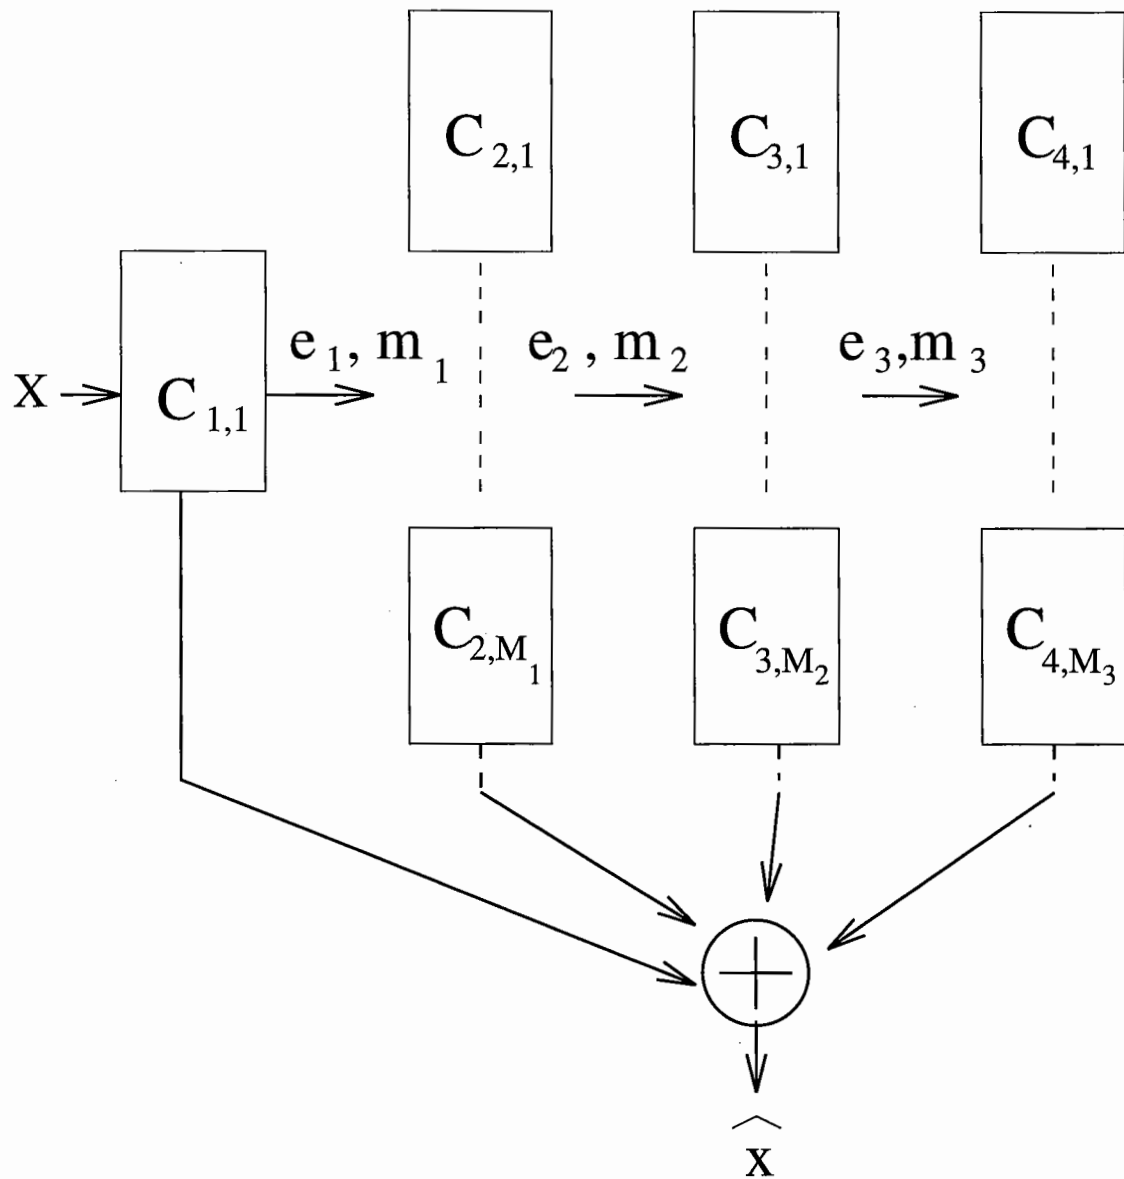 C2,1
C3,1
C4,1
e1, m1
e2, m2
e3,m3
X
C1,1
C2,M1
C3,M2
C4,M3
x̂